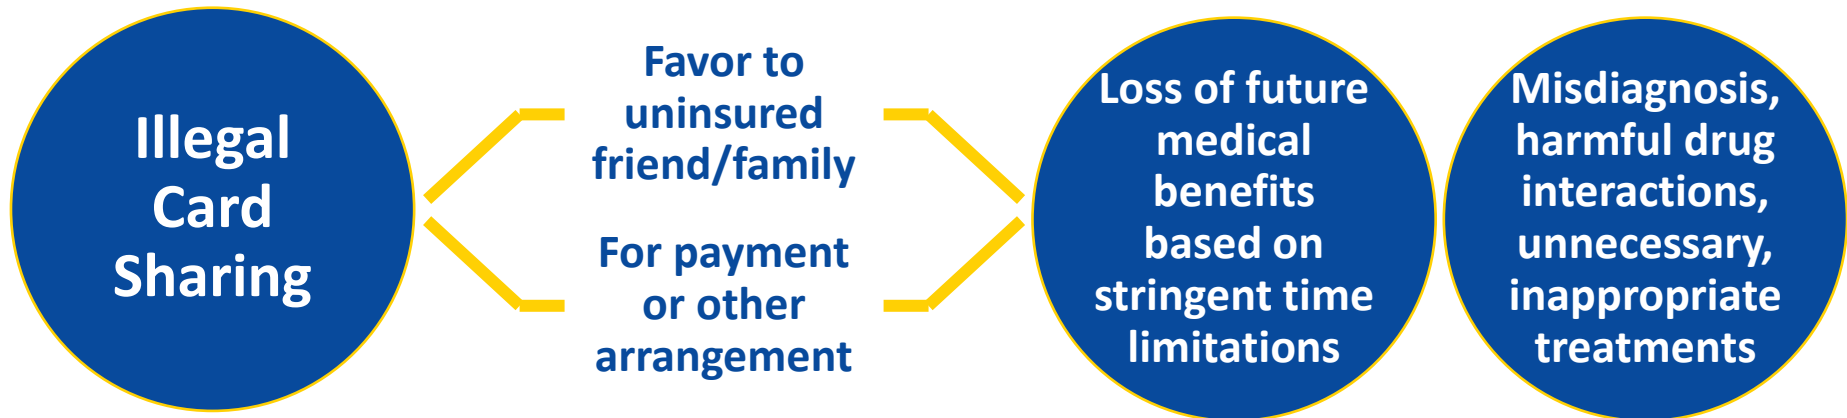 Illegal
Card
Sharing
Favor to
uninsured
friend/family
For payment
or other
arrangement
Loss of future
medical
benefits
based on
stringent time
limitations
Misdiagnosis,
harmful drug
interactions,
unnecessary,
inappropriate
treatments